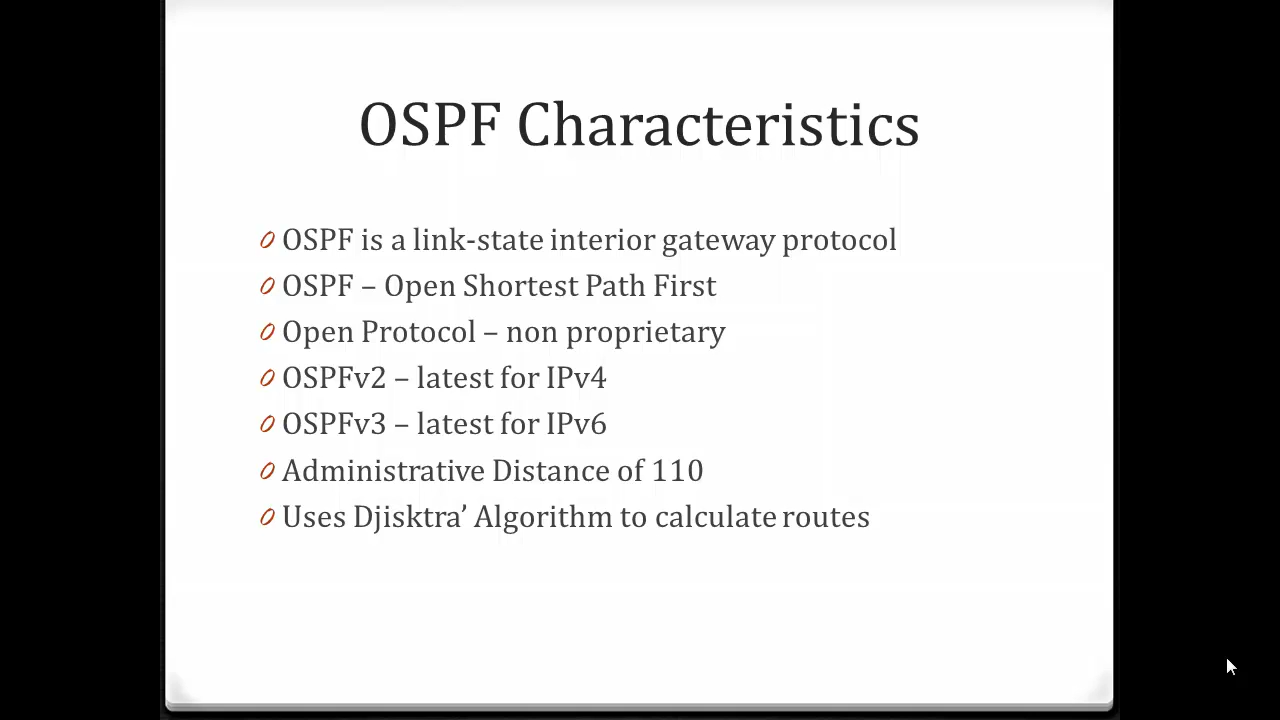 OSPF Characteristics
OSPF is a link-state interior gateway protocol
OSPF – Open Shortest Path First
Open Protocol – non proprietary
OSPFv2 – latest for IPv4
OSPFv3 – latest for IPv6
Administrative Distance of 110
Uses Djisktra’ Algorithm to calculate routes